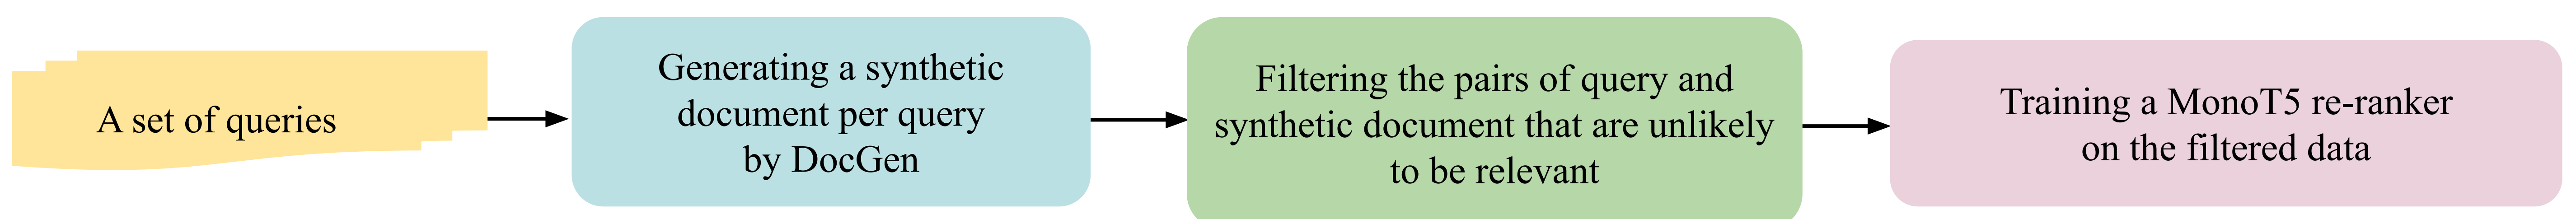 A set of queries
Generating a synthetic
document per query
by DocGen
Filtering the pairs of query and
synthetic document that are unlikely
to be relevant
Training a MonoT5 re-ranker
on the filtered data